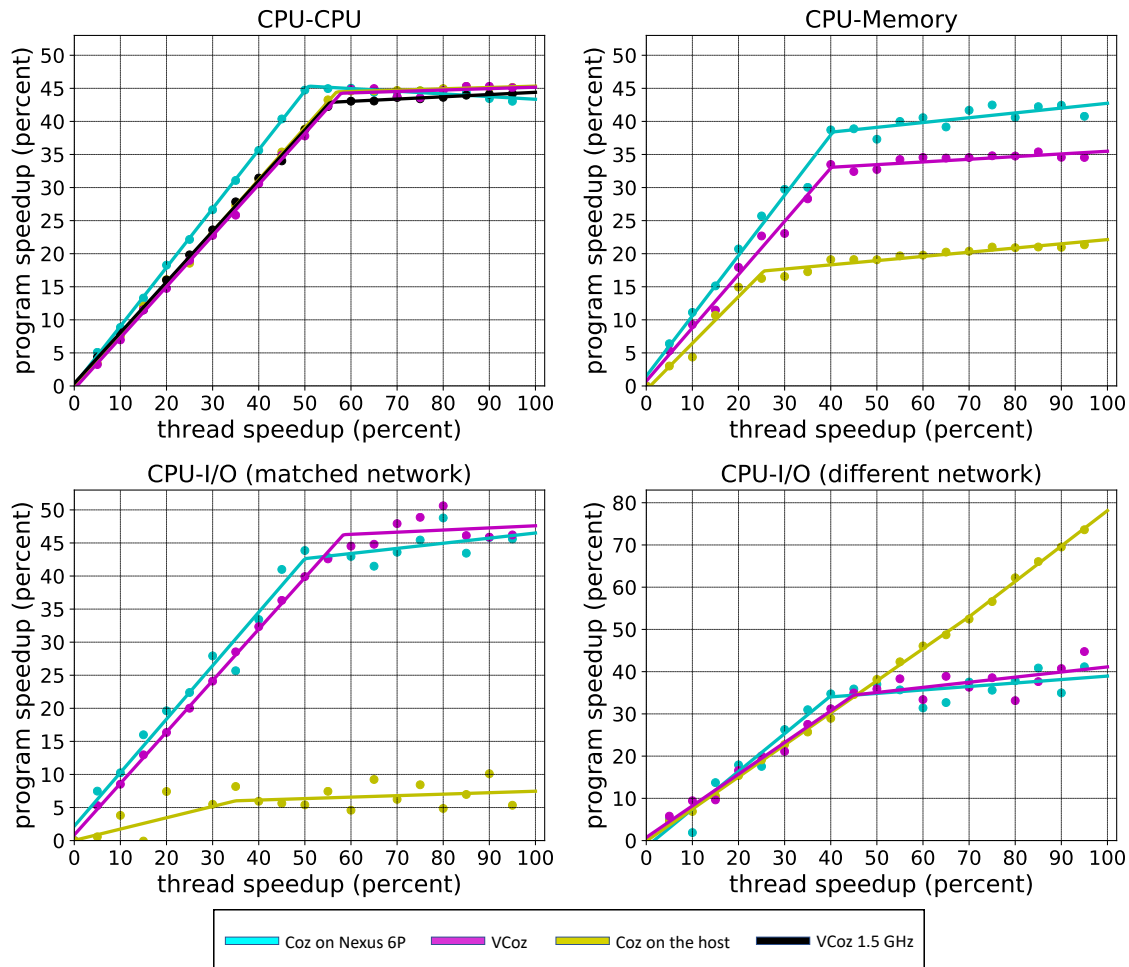 CPU-CPU
program speedup (percent)
50
45
40
35
30
25
20
15
10
5
0
0 10 20 30 40 50 60 70 80 90 100
thread speedup (percent)
CPU-Memory
program speedup (percent)
50
45
40
35
30
25
20
15
10
5
0
0 10 20 30 40 50 60 70 80 90 100
thread speedup (percent)
CPU-I/O (matched network)
program speedup (percent)
50
45
40
35
30
25
20
15
10
5
0
0 10 20 30 40 50 60 70 80 90 100
thread speedup (percent)
CPU-I/O (different network)
program speedup (percent)
80
70
60
50
40
30
20
10
0
0 10 20 30 40 50 60 70 80 90 100
thread speedup (percent)
Coz on Nexus 6P VCoz Coz on the host VCoz 1.5 GHz